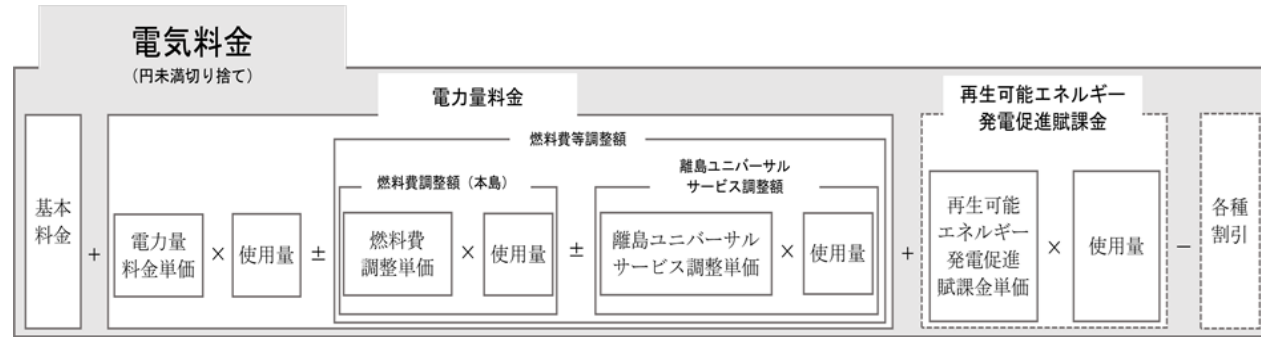 電気料金
(円未満切り捨て)
電力量料金
再生可能エネルギー
発電促進賦課金
燃料費等調整額
燃料費調整額（本島）
離島ユニバーサル
サービス調整額
基本
料金
+
電力量
料金単価
×
使用量
±
燃料費
調整単価
×
使用量
±
離島ユニバーサル
サービス調整単価
×
使用量
+
再生可能
エネルギー
発電促進
賦課金単価
×
使用量
−
各種
割引